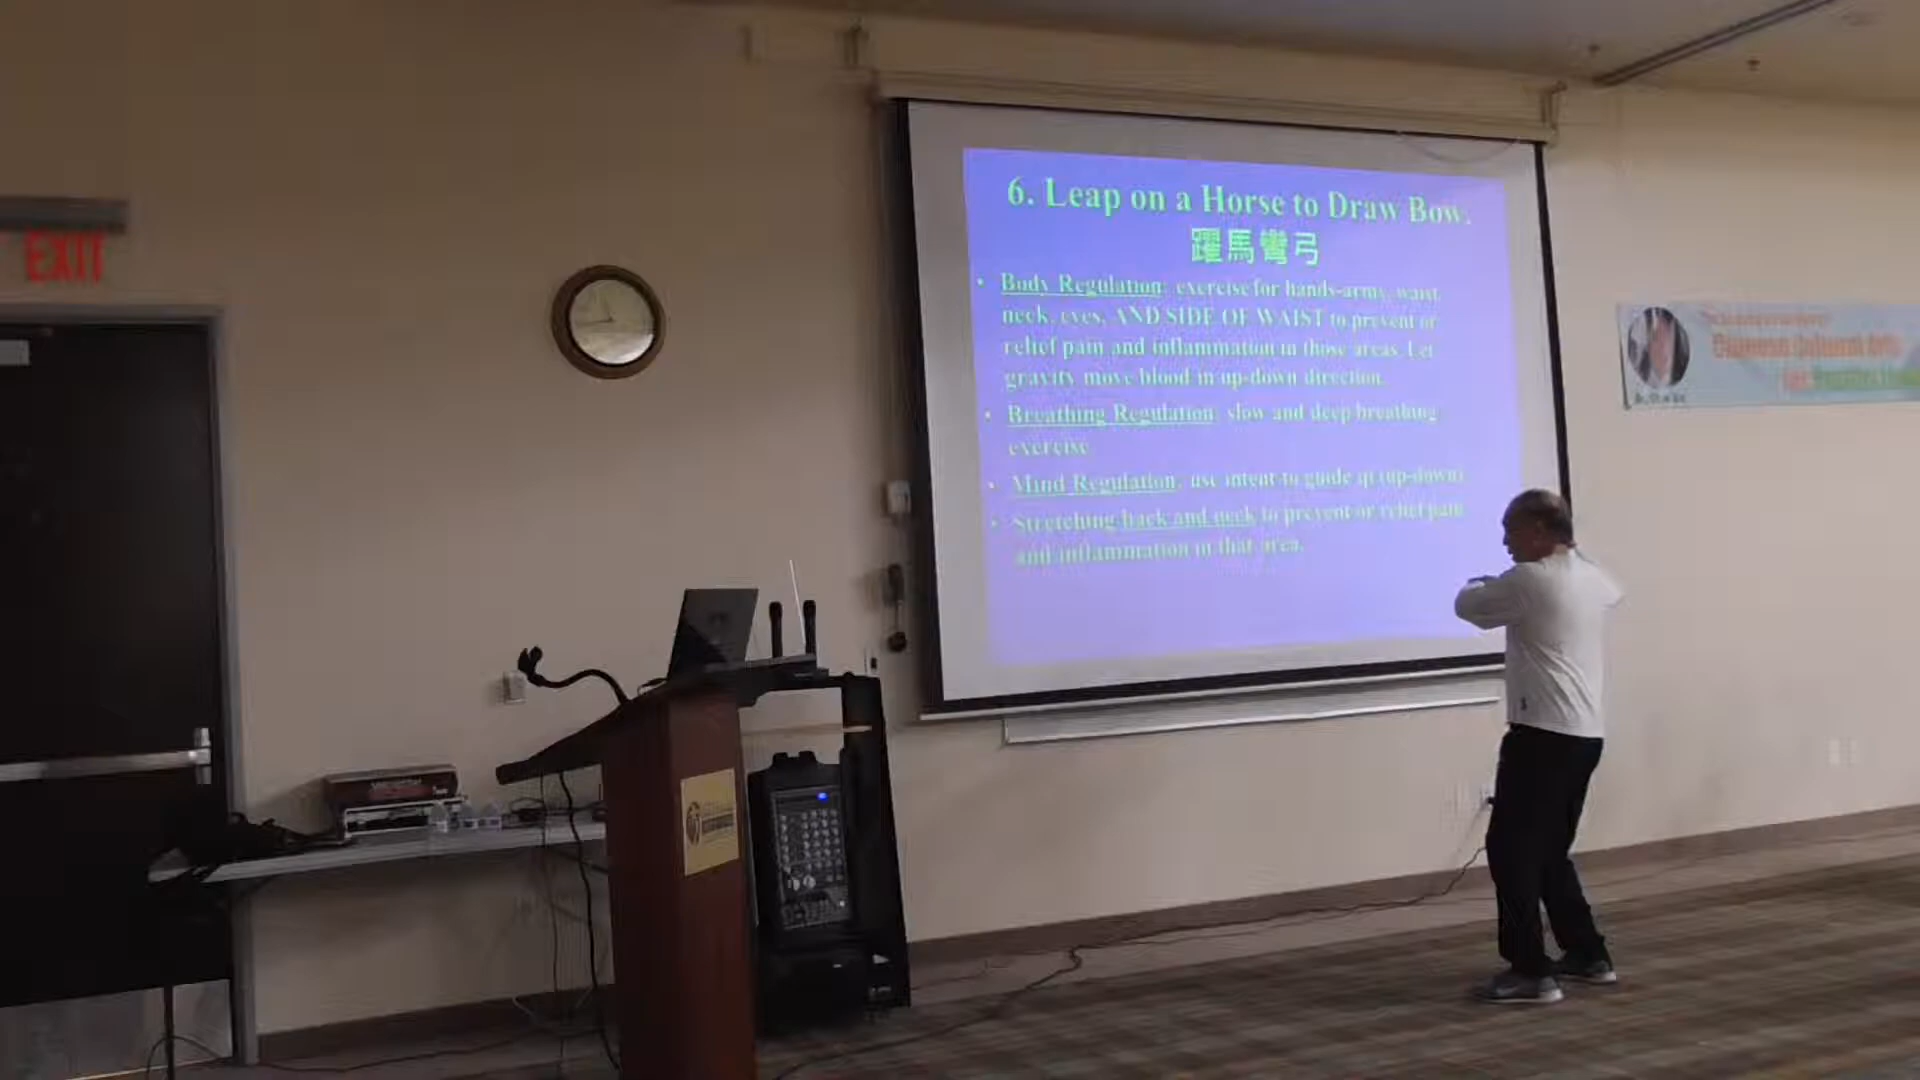 EXIT
6. Leap on a Horse to Draw Bow.
躍馬彎弓
• Body Regulation: exercise for hands-arms, waist,
neck, eyes, AND SIDE OF WAIST to prevent or
relief pain and inflammation in those areas. Let
gravity move blood in up-down direction.
• Breathing Regulation: slow and deep breathing
exercise
• Mind Regulation: use intent to guide qi (up-down)
• Stretching back and neck to prevent or relief pain
and inflammation in that area.
Chinese Cultural Arts